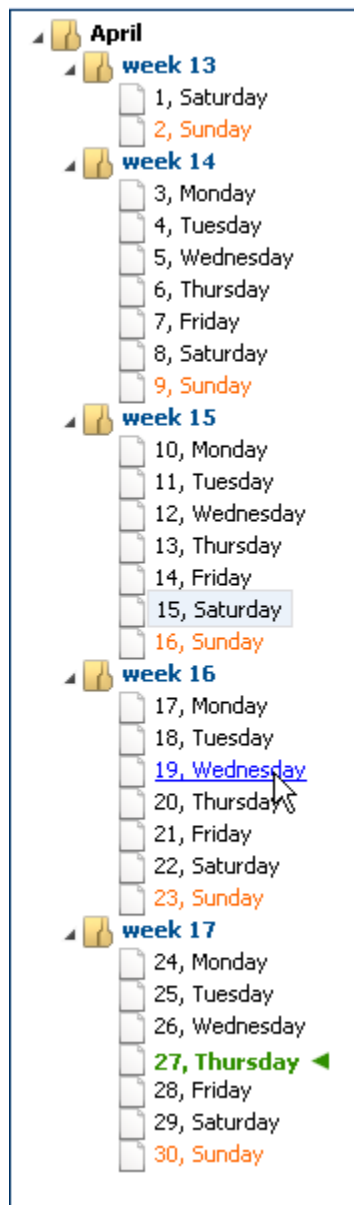 April
week 13
1, Saturday
2, Sunday
week 14
3, Monday
4, Tuesday
5, Wednesday
6, Thursday
7, Friday
8, Saturday
9, Sunday
week 15
10, Monday
11, Tuesday
12, Wednesday
13, Thursday
14, Friday
15, Saturday
16, Sunday
week 16
17, Monday
18, Tuesday
19, Wednesday
20, Thursday
21, Friday
22, Saturday
23, Sunday
week 17
24, Monday
25, Tuesday
26, Wednesday
27, Thursday
28, Friday
29, Saturday
30, Sunday